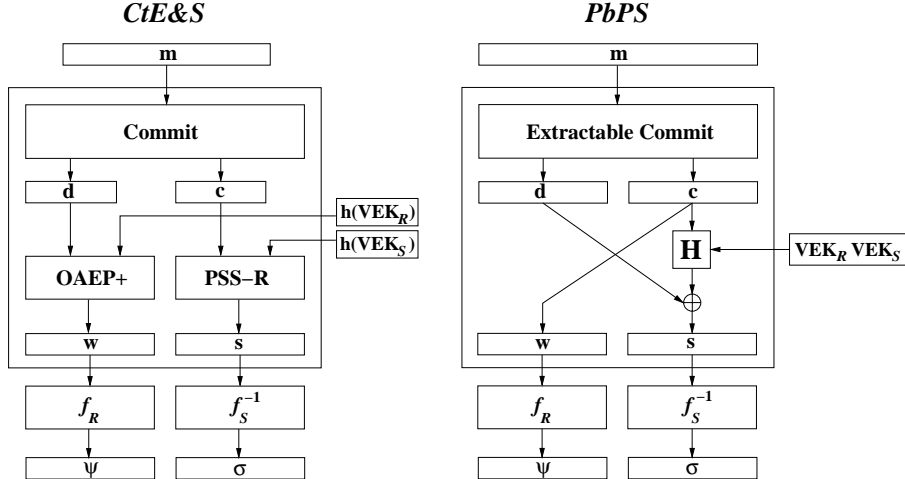 CtE&S PbPS
m m
Commit Extractable Commit
d c d c
h(VEK_R)
h(VEK_S)
H VEK_R VEK_S
OAEP+ PSS–R
w s w s
f_R f_S^{-1} f_R f_S^{-1}
ψ σ ψ σ